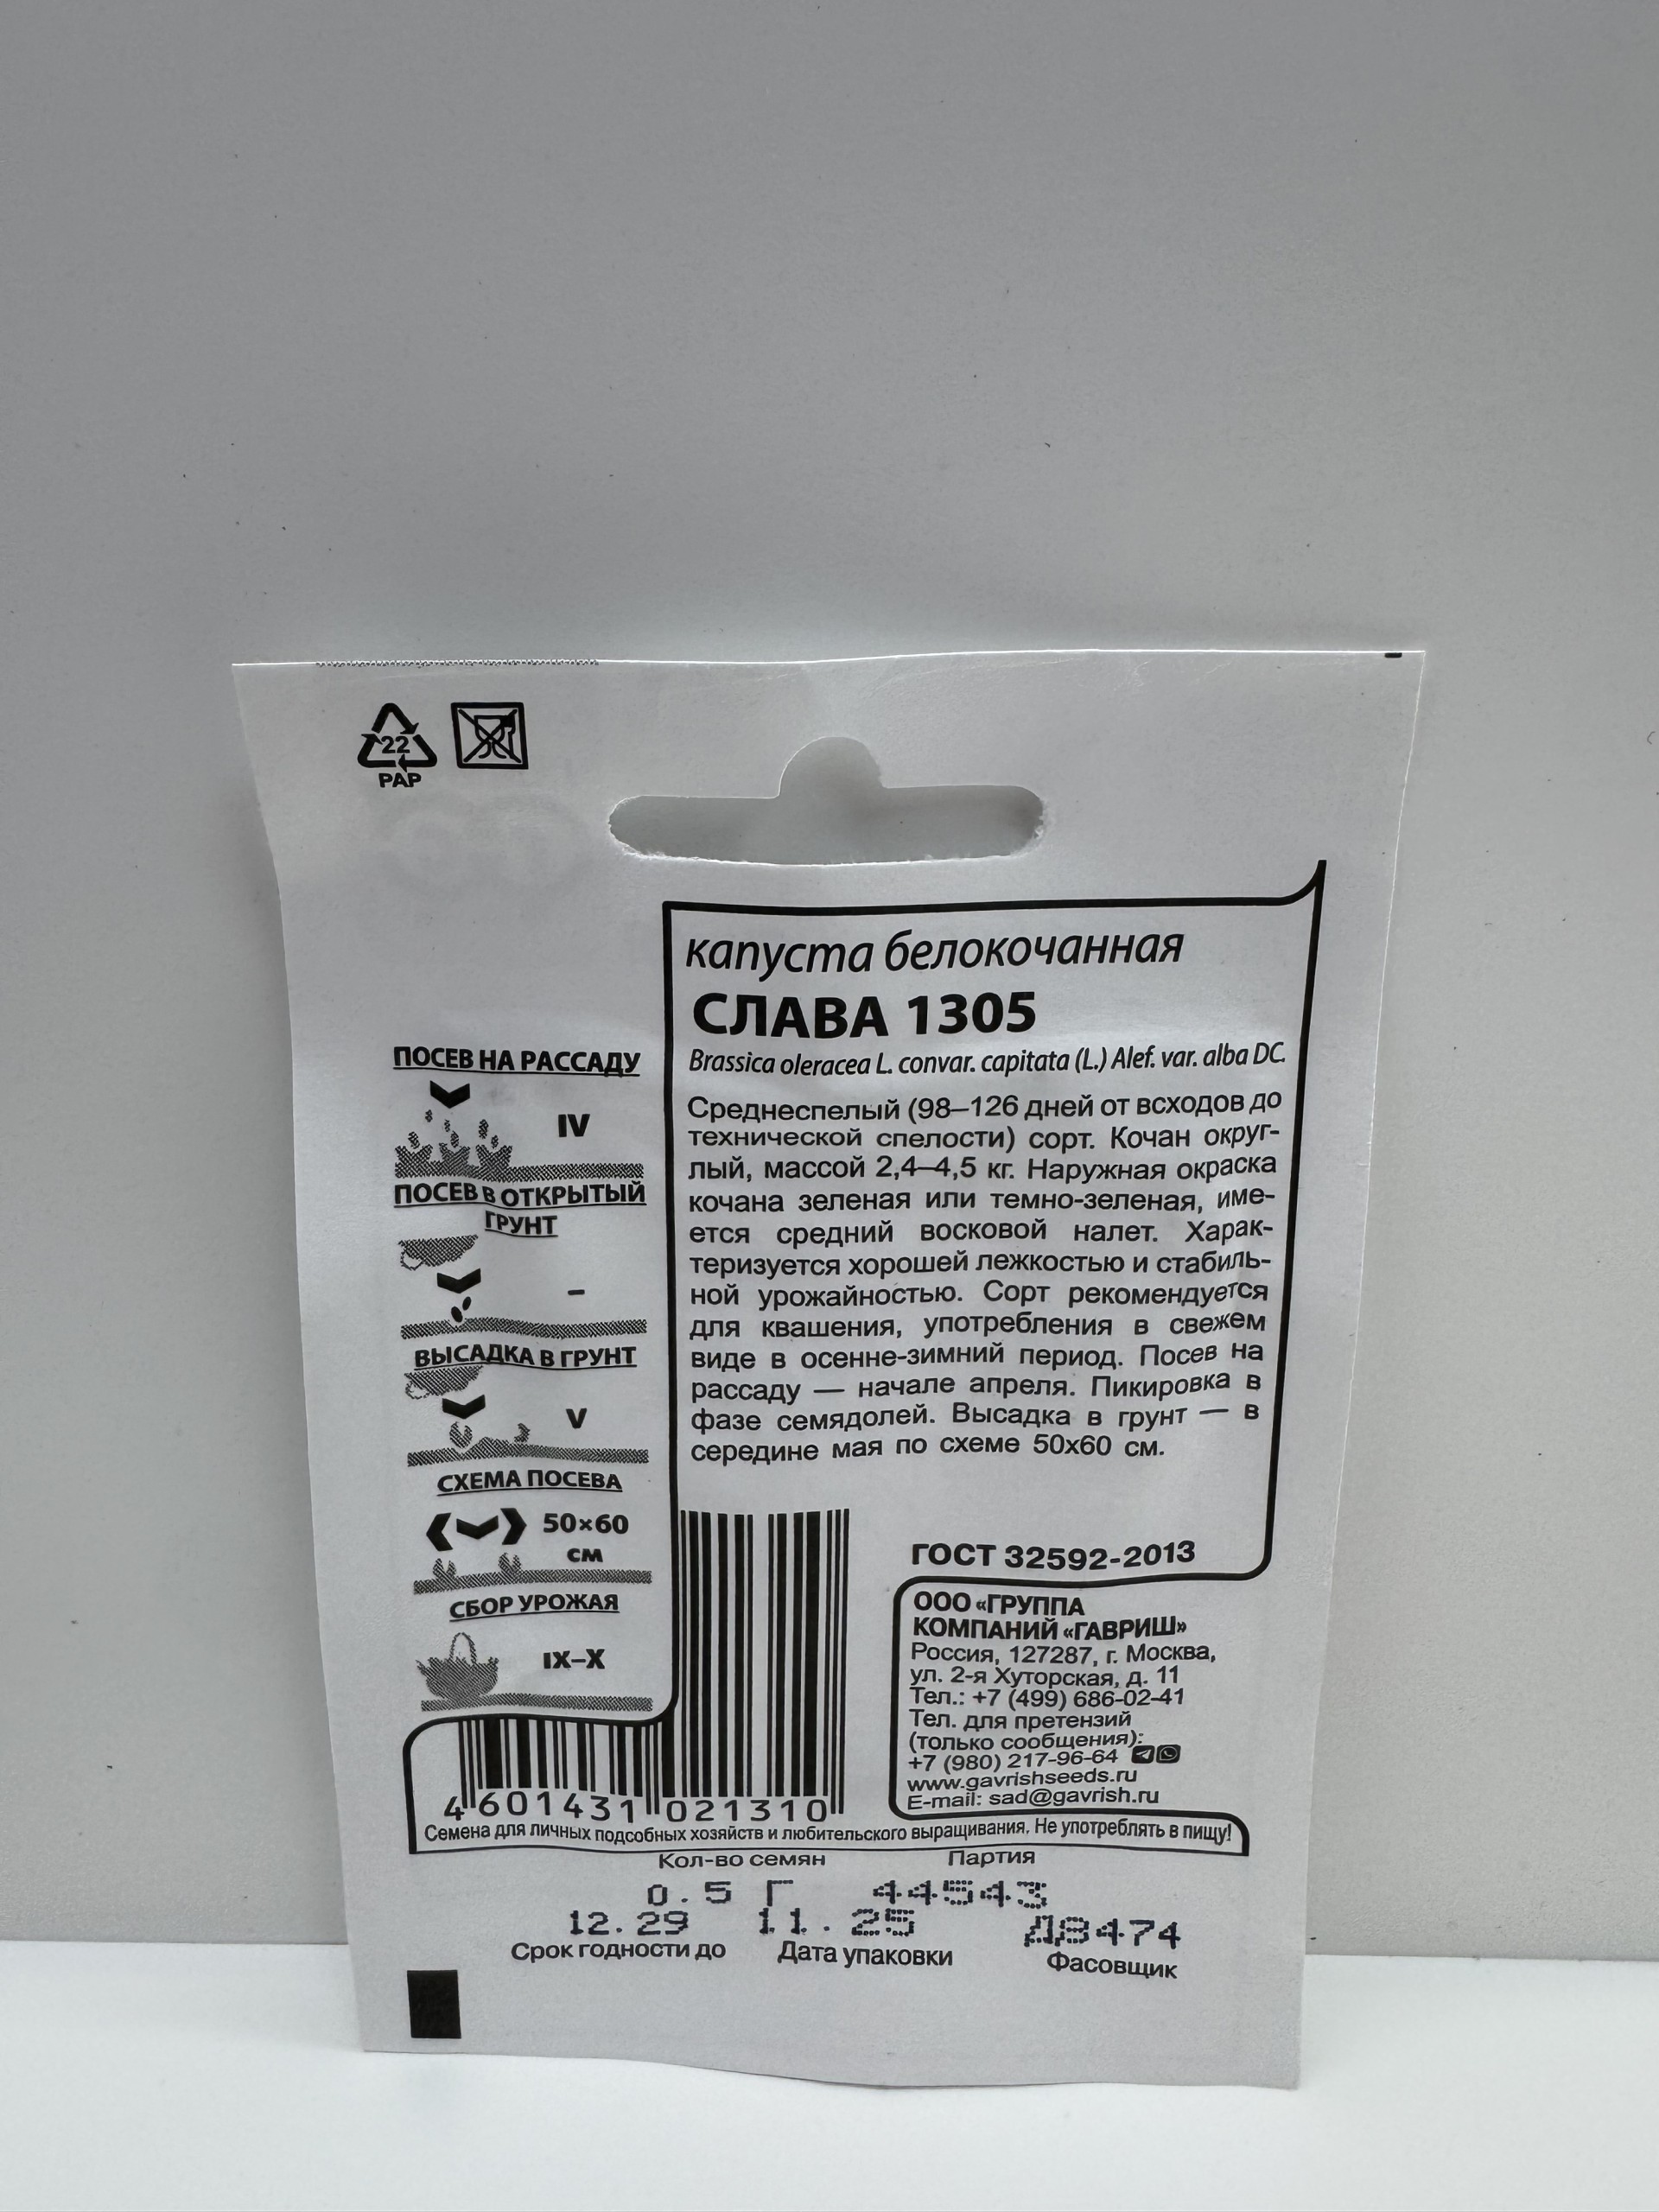 22
PAP
капуста белокочанная
СЛАВА 1305
Brassica oleracea L. convar. capitata (L.) Alef. var. alba DC.
Среднеспелый (98–126 дней от всходов до
технической спелости) сорт. Кочан округ-
лый, массой 2,4–4,5 кг. Наружная окраска
кочана зеленая или темно-зеленая, име-
ется средний восковой налет. Харак-
теризуется хорошей лежкостью и стабиль-
ной урожайностью. Сорт рекомендуется
для квашения, употребления в свежем
виде в осенне-зимний период. Посев на
рассаду — начале апреля. Пикировка в
фазе семядолей. Высадка в грунт — в
середине мая по схеме 50х60 см.
ПОСЕВ НА РАССАДУ
IV
ПОСЕВ В ОТКРЫТЫЙ
ГРУНТ
–
ВЫСАДКА В ГРУНТ
V
СХЕМА ПОСЕВА
50×60
см
СБОР УРОЖАЯ
IX–X
ГОСТ 32592-2013
ООО «ГРУППА
КОМПАНИЙ «ГАВРИШ»
Россия, 127287, г. Москва,
ул. 2-я Хуторская, д. 11
Тел.: +7 (499) 686-02-41
Тел. для претензий
(только сообщения):
+7 (980) 217-96-64
www.gavrishseeds.ru
E-mail: sad@gavrish.ru
4 601431 021310
Семена для личных подсобных хозяйств и любительского выращивания. Не употреблять в пищу!
Кол-во семян Партия
0.5 Г 44543
12.29 11.25 Д8474
Срок годности до Дата упаковки Фасовщик